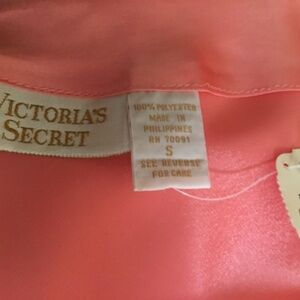 VICTORIA'S
SECRET
100% POLYESTER
MADE IN
PHILIPPINES
RN 70091
S
SEE REVERSE
FOR CARE